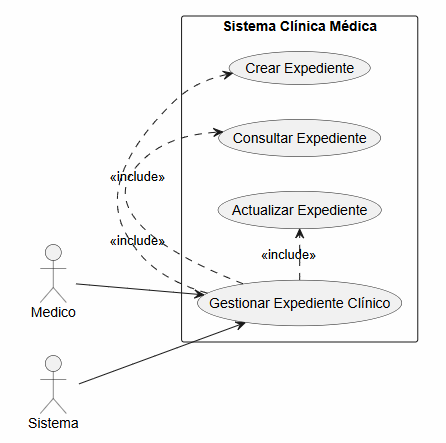 Sistema Clínica Médica
Crear Expediente
Consultar Expediente
«include»
Actualizar Expediente
«include»
«include»
Gestionar Expediente Clínico
Medico
Sistema